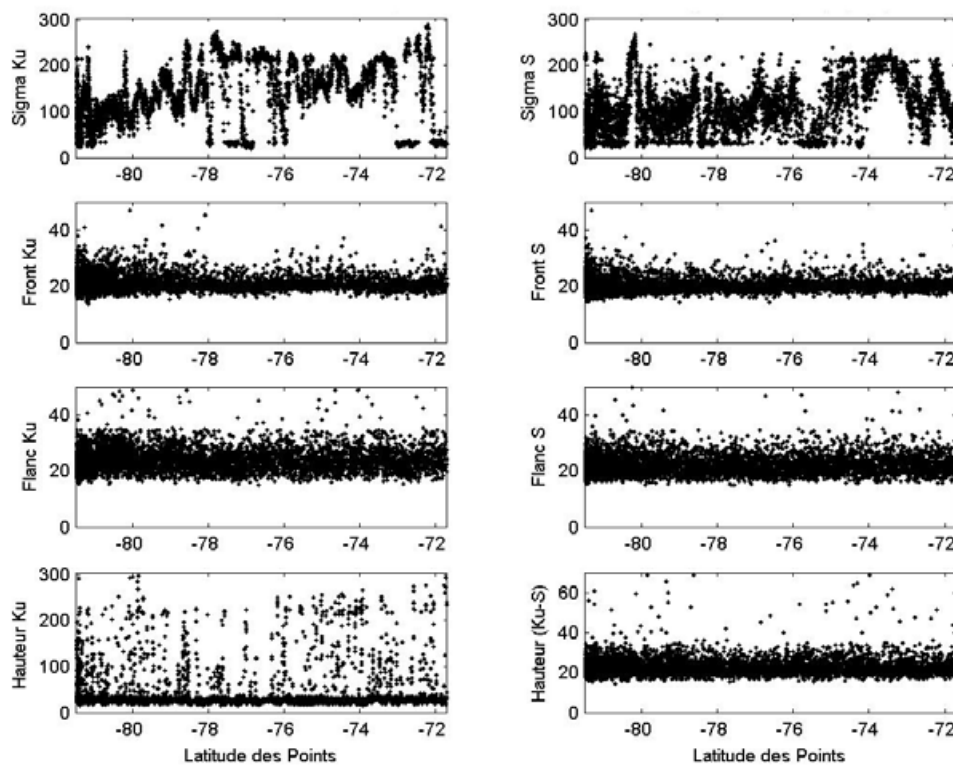 Sigma Ku
300
200
100
0
-80 -78 -76 -74 -72
Sigma S
300
200
100
0
-80 -78 -76 -74 -72
Front Ku
40
20
0
-80 -78 -76 -74 -72
Front S
40
20
0
-80 -78 -76 -74 -72
Flanc Ku
40
20
0
-80 -78 -76 -74 -72
Flanc S
40
20
0
-80 -78 -76 -74 -72
Hauteur Ku
300
200
100
0
-80 -78 -76 -74 -72
Latitude des Points
Hauteur (Ku-S)
60
40
20
0
-80 -78 -76 -74 -72
Latitude des Points